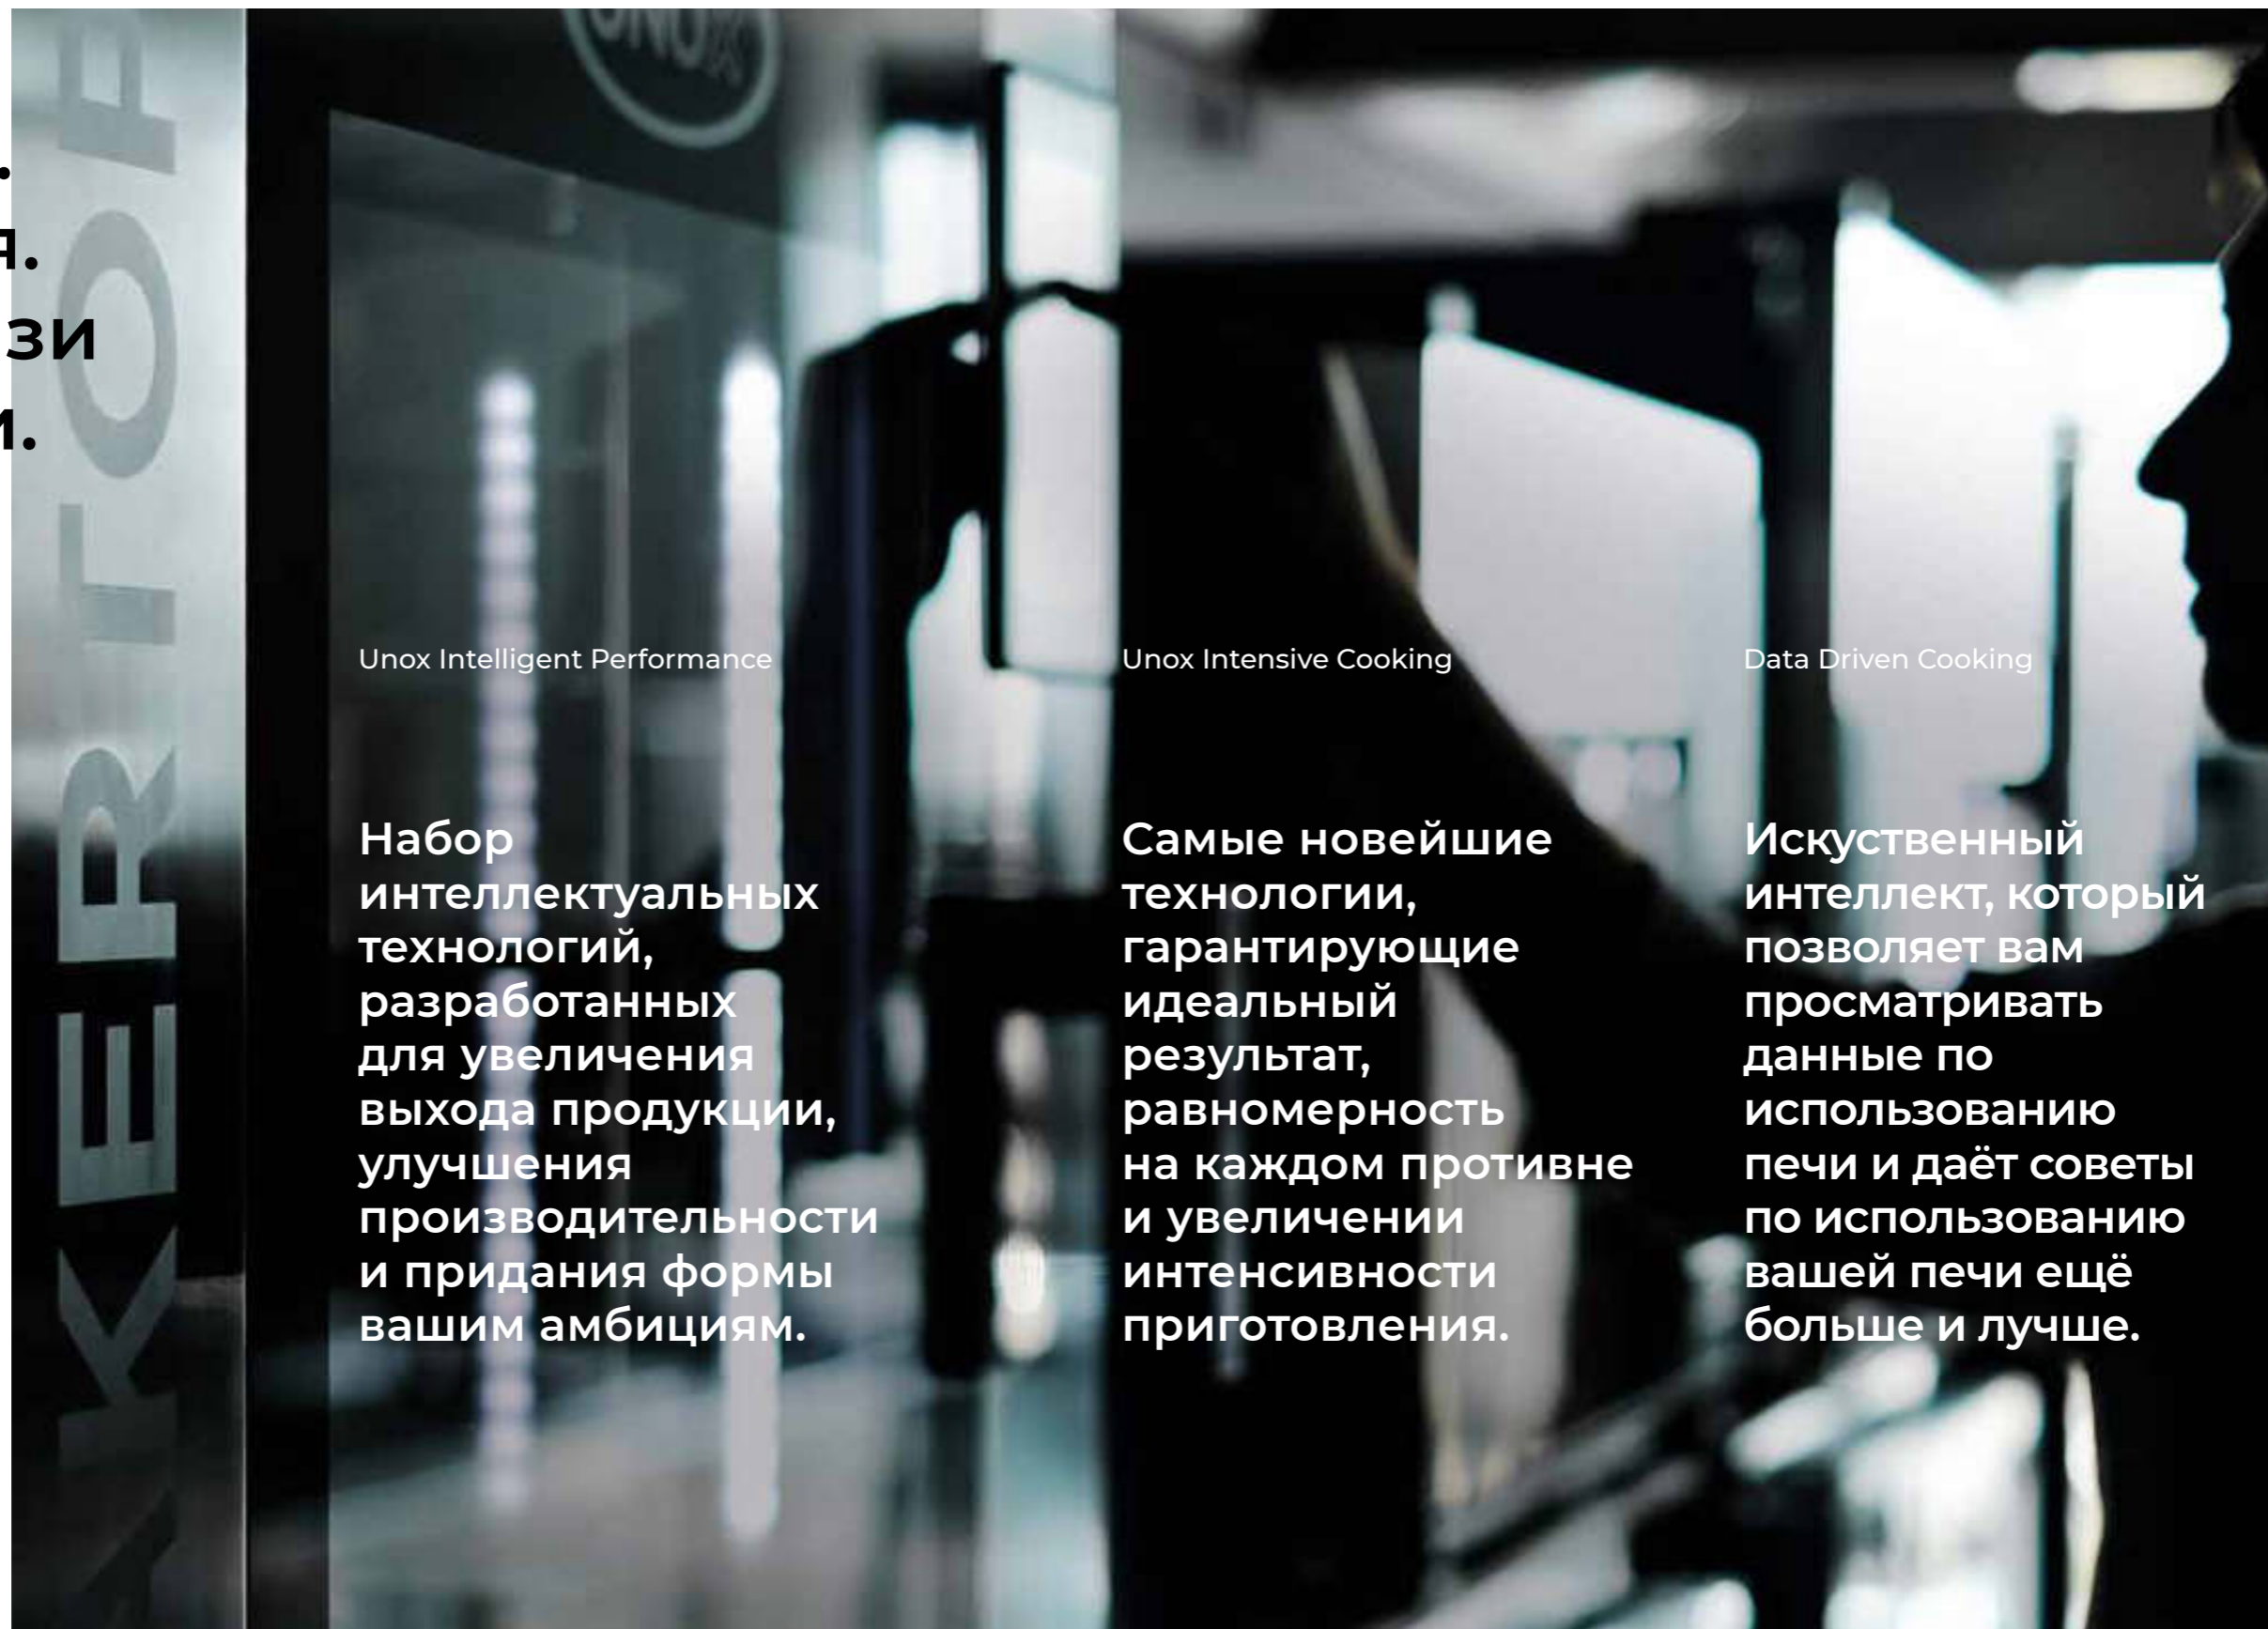 UNOX
зи
Unox Intelligent Performance
Набор
интеллектуальных
технологий,
разработанных
для увеличения
выхода продукции,
улучшения
производительности
и придания формы
вашим амбициям.
Unox Intensive Cooking
Самые новейшие
технологии,
гарантирующие
идеальный
результат,
равномерность
на каждом противне
и увеличении
интенсивности
приготовления.
Data Driven Cooking
Искуственный
интеллект, который
позволяет вам
просматривать
данные по
использованию
печи и даёт советы
по использованию
вашей печи ещё
больше и лучше.